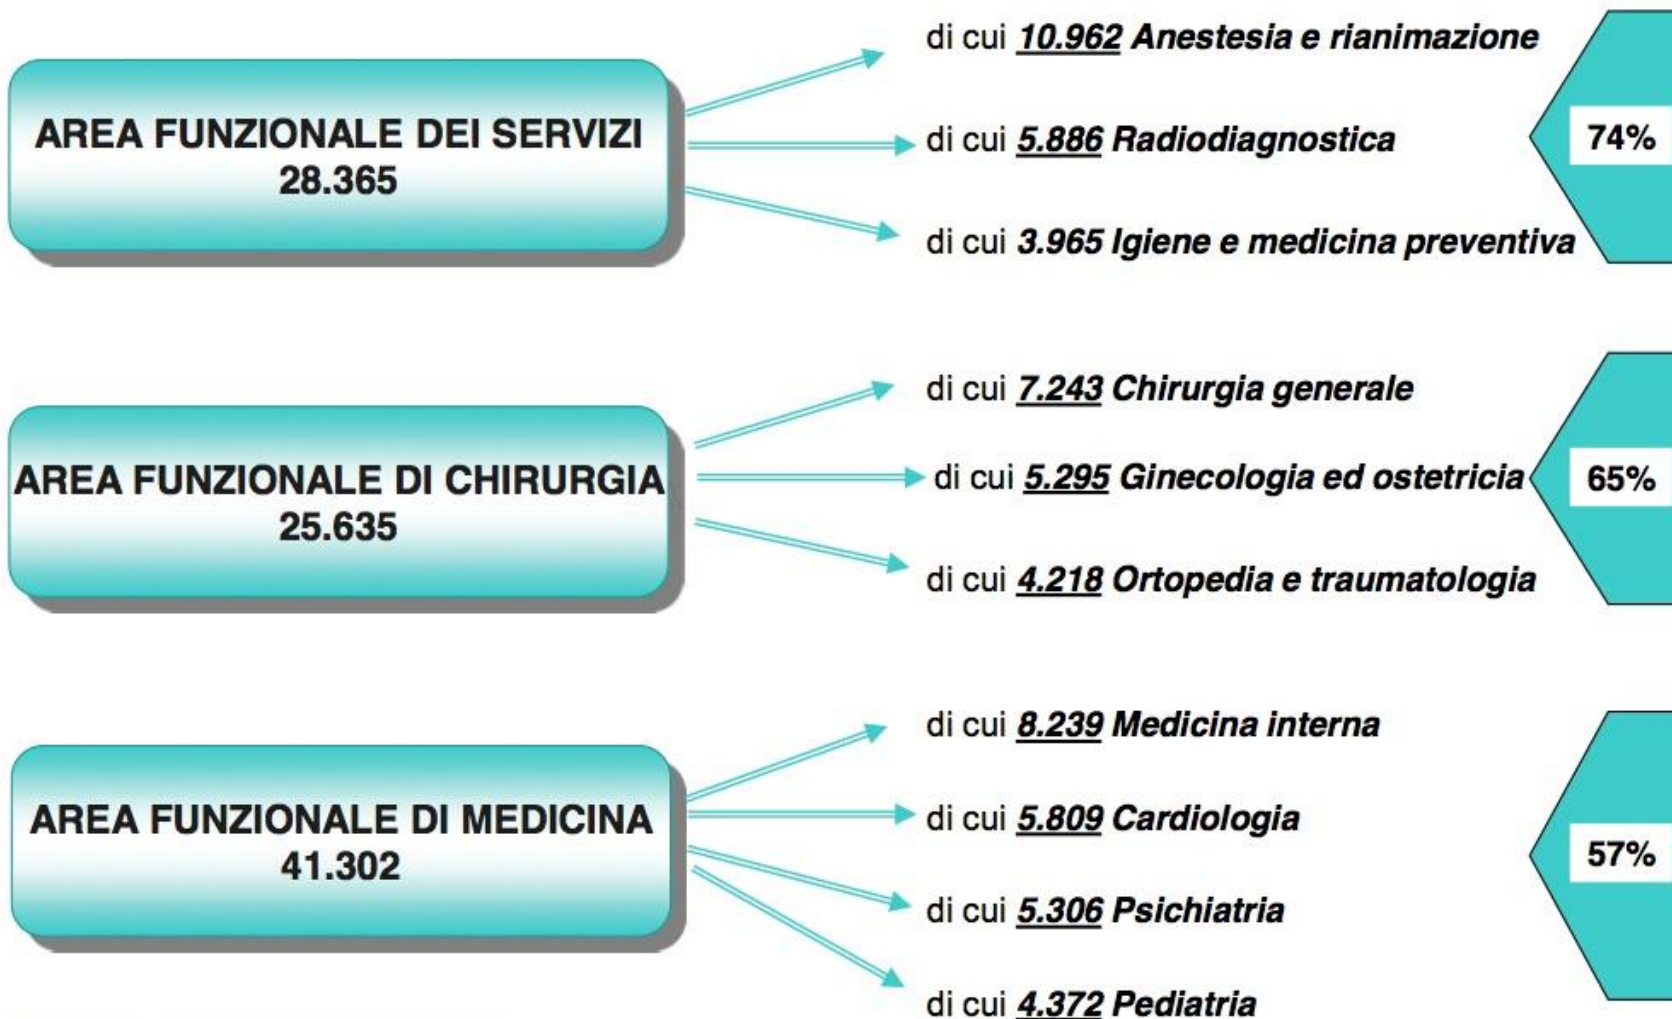 AREA FUNZIONALE DEI SERVIZI
28.365
di cui 10.962 Anestesia e rianimazione
di cui 5.886 Radiodiagnostica
di cui 3.965 Igiene e medicina preventiva
74%
AREA FUNZIONALE DI CHIRURGIA
25.635
di cui 7.243 Chirurgia generale
di cui 5.295 Ginecologia ed ostetricia
di cui 4.218 Ortopedia e traumatologia
65%
AREA FUNZIONALE DI MEDICINA
41.302
di cui 8.239 Medicina interna
di cui 5.809 Cardiologia
di cui 5.306 Psichiatria
di cui 4.372 Pediatria
57%